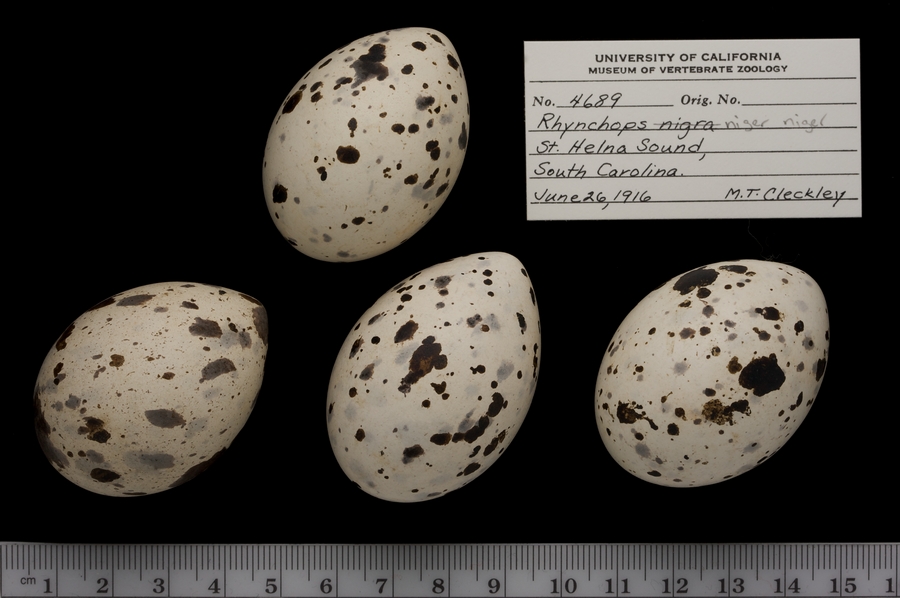 UNIVERSITY OF CALIFORNIA
MUSEUM OF VERTEBRATE ZOOLOGY
No. 4689 Orig. No.
Rhynchops nigra niger niger
St. Helna Sound,
South Carolina.
June 26, 1916 M.T. Cleckley
cm 1 2 3 4 5 6 7 8 9 10 11 12 13 14 15 1